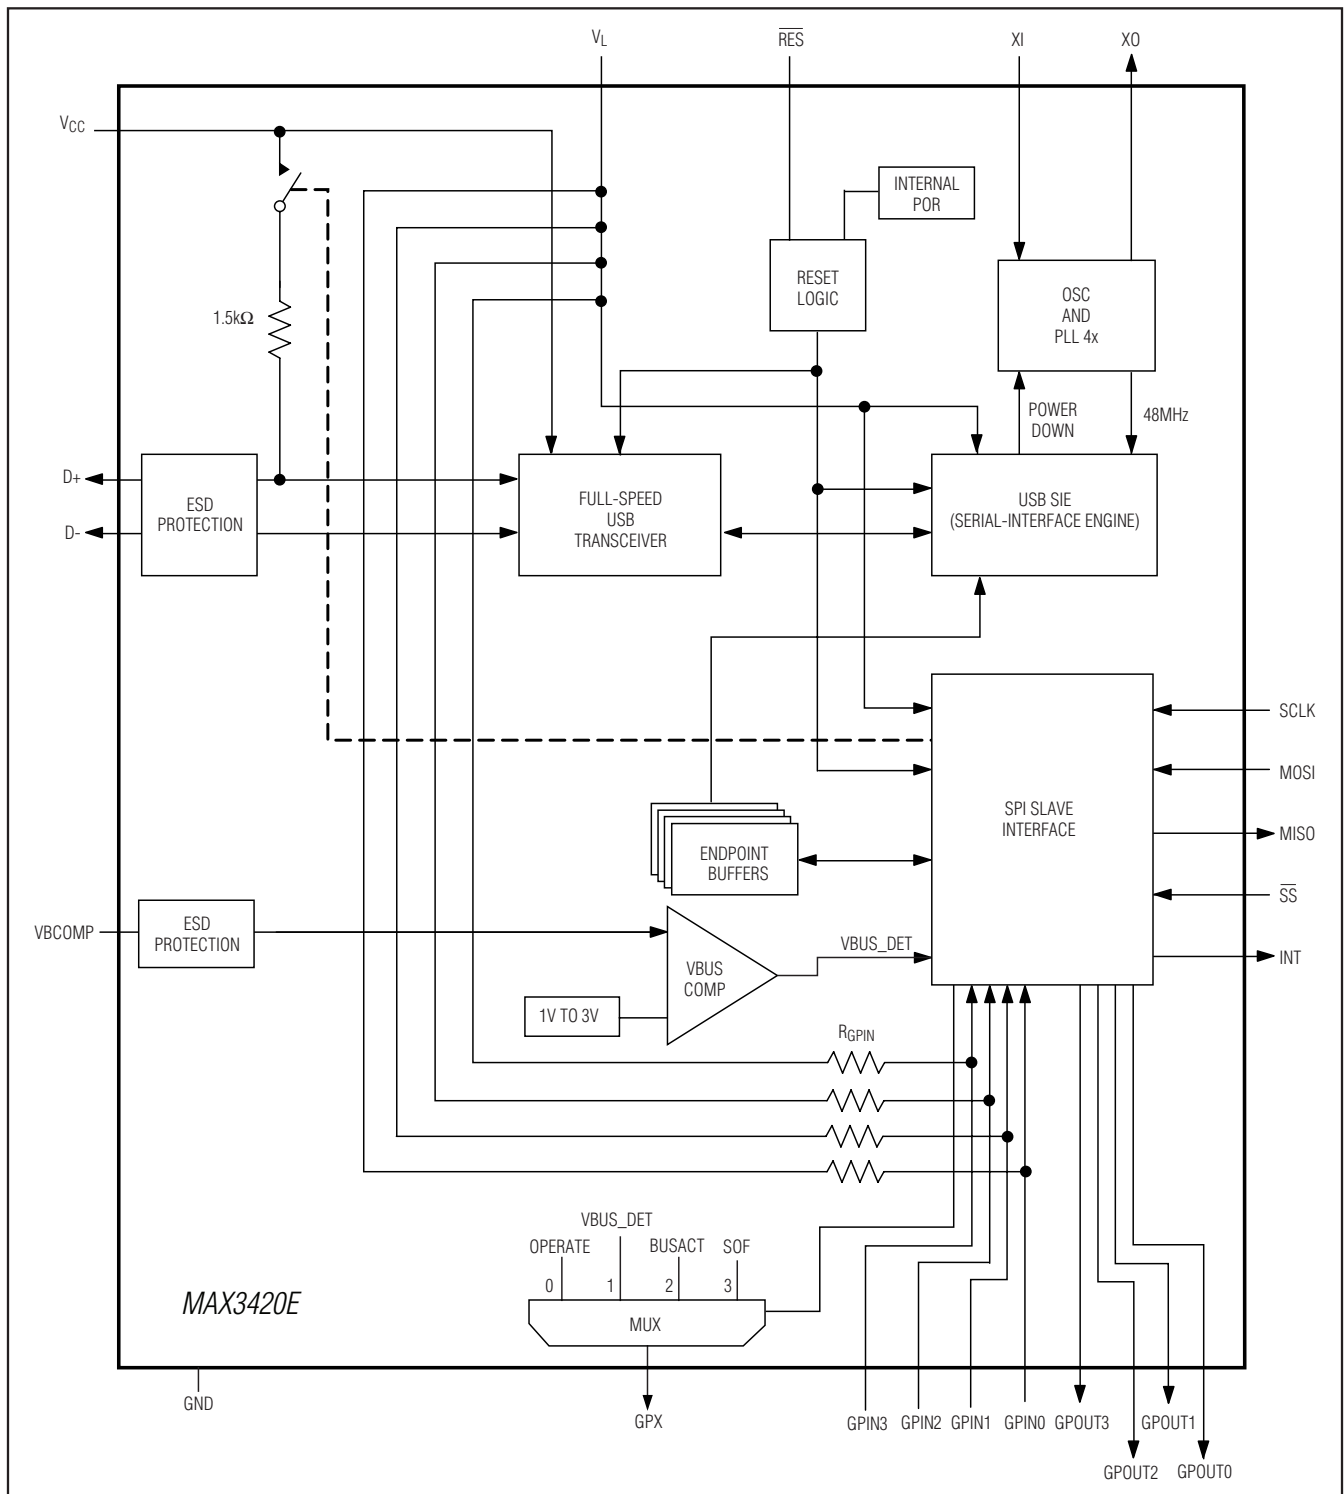 VL
RES
XI
XO
VCC
INTERNAL
POR
RESET
LOGIC
OSC
AND
PLL 4x
1.5kΩ
POWER
DOWN
48MHz
D+
D-
ESD
PROTECTION
FULL-SPEED
USB
TRANSCEIVER
USB SIE
(SERIAL-INTERFACE ENGINE)
SCLK
MOSI
MISO
SS
INT
SPI SLAVE
INTERFACE
ENDPOINT
BUFFERS
VBCOMP
ESD
PROTECTION
VBUS
COMP
VBUS_DET
1V TO 3V
RGPIN
VBUS_DET
OPERATE
BUSACT
SOF
0
1
2
3
MUX
MAX3420E
GND
GPX
GPIN3
GPIN2
GPIN1
GPIN0
GPOUT3
GPOUT1
GPOUT2
GPOUT0